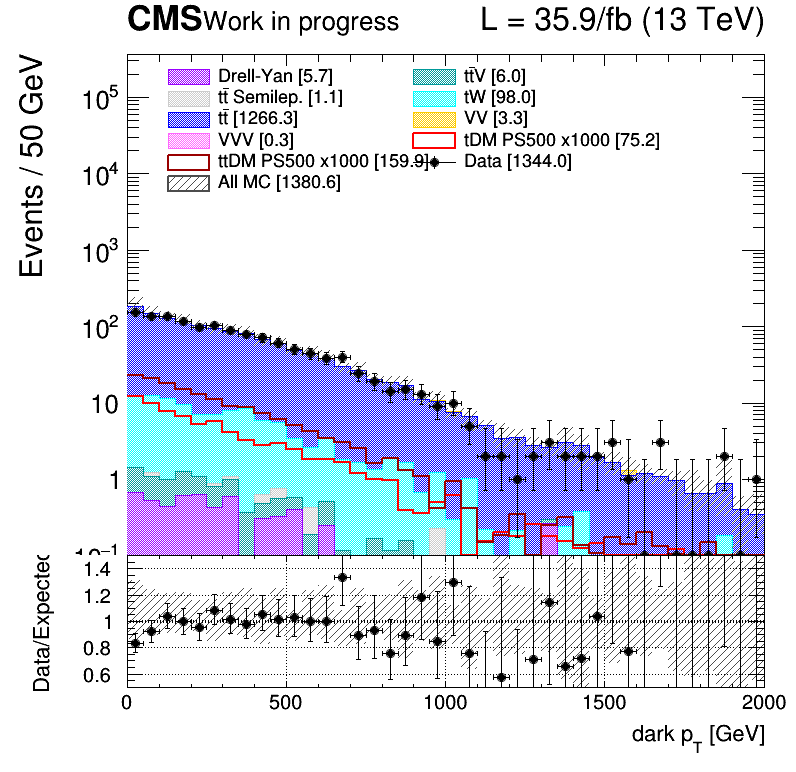 CMS Work in progress L = 35.9/fb (13 TeV)
Events / 50 GeV
Drell-Yan [5.7] tt̄V [6.0]
tt̄ Semilep. [1.1] tW [98.0]
tt̄ [1266.3] VV [3.3]
VVV [0.3] tDM PS500 x1000 [75.2]
ttDM PS500 x1000 [159.9] Data [1344.0]
All MC [1380.6]
10⁵
10⁴
10³
10²
10
1
10⁻¹
Data/Expected
1.4
1.2
1
0.8
0.6
0 500 1000 1500 2000
dark p_T [GeV]